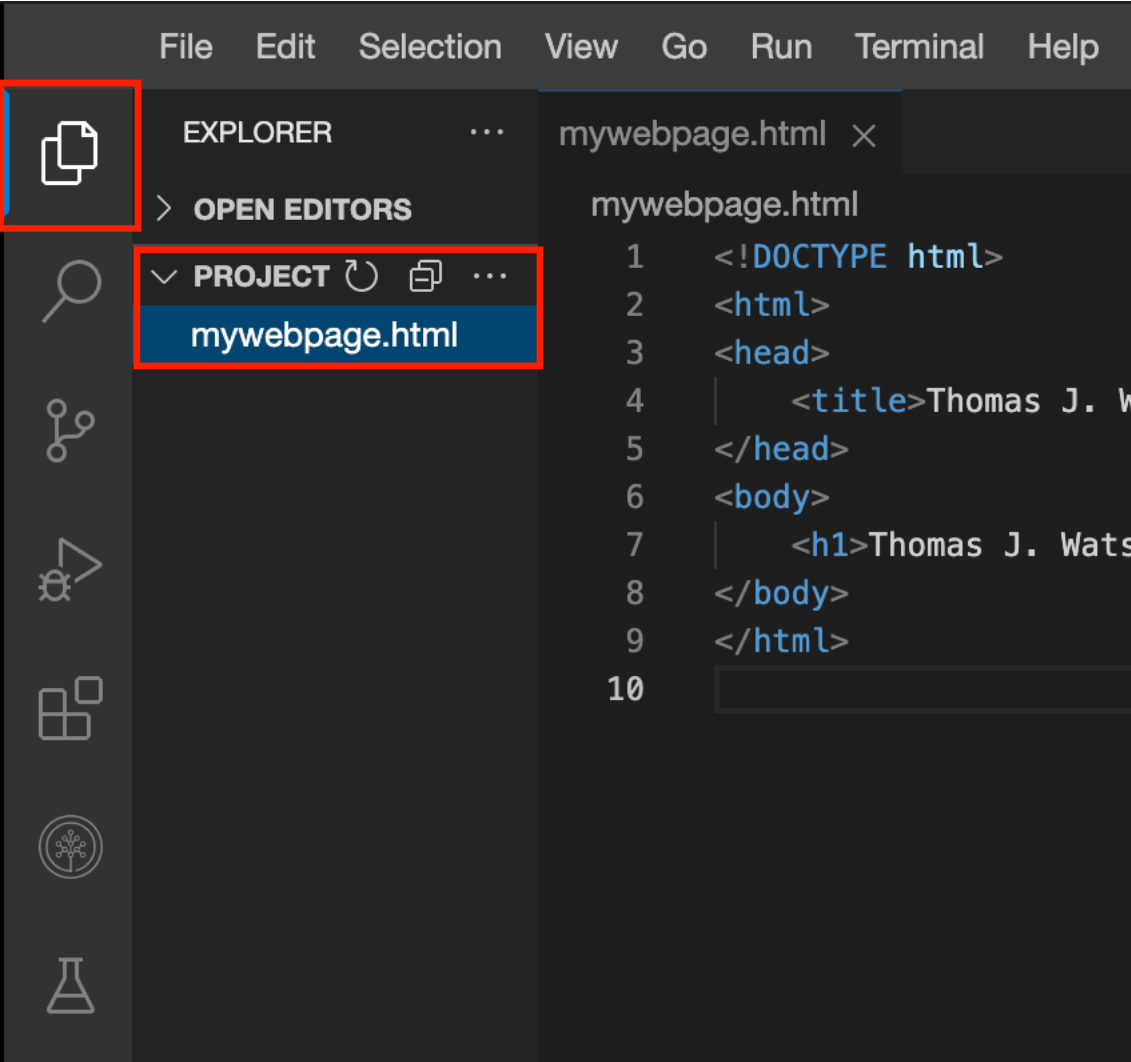 File Edit Selection View Go Run Terminal Help
EXPLORER ...
OPEN EDITORS
PROJECT ...
mywebpage.html
mywebpage.html
mywebpage.html
1 <!DOCTYPE html>
2 <html>
3 <head>
4 <title>Thomas J.
5 </head>
6 <body>
7 <h1>Thomas J. Wats
8 </body>
9 </html>
10